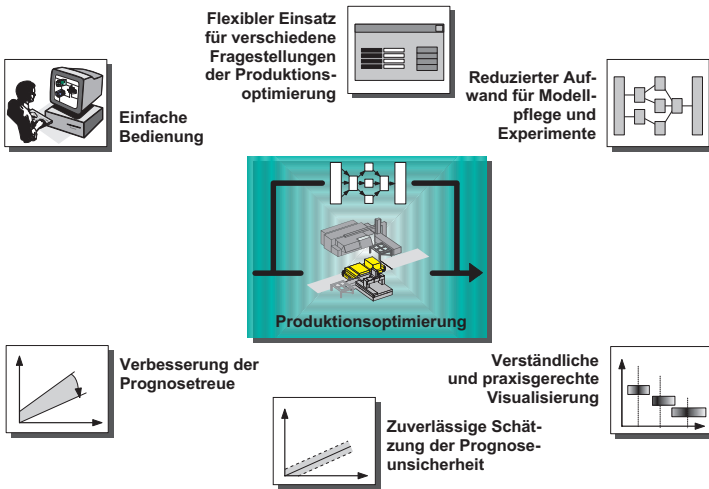 Flexibler Einsatz
für verschiedene
Fragestellungen
der Produktions-
optimierung
Einfache
Bedienung
Reduzierter Auf-
wand für Modell-
pflege und
Experimente
Produktionsoptimierung
Verbesserung der
Prognosetreue
Verständliche
und praxisgerechte
Visualisierung
Zuverlässige Schät-
zung der Prognose-
unsicherheit